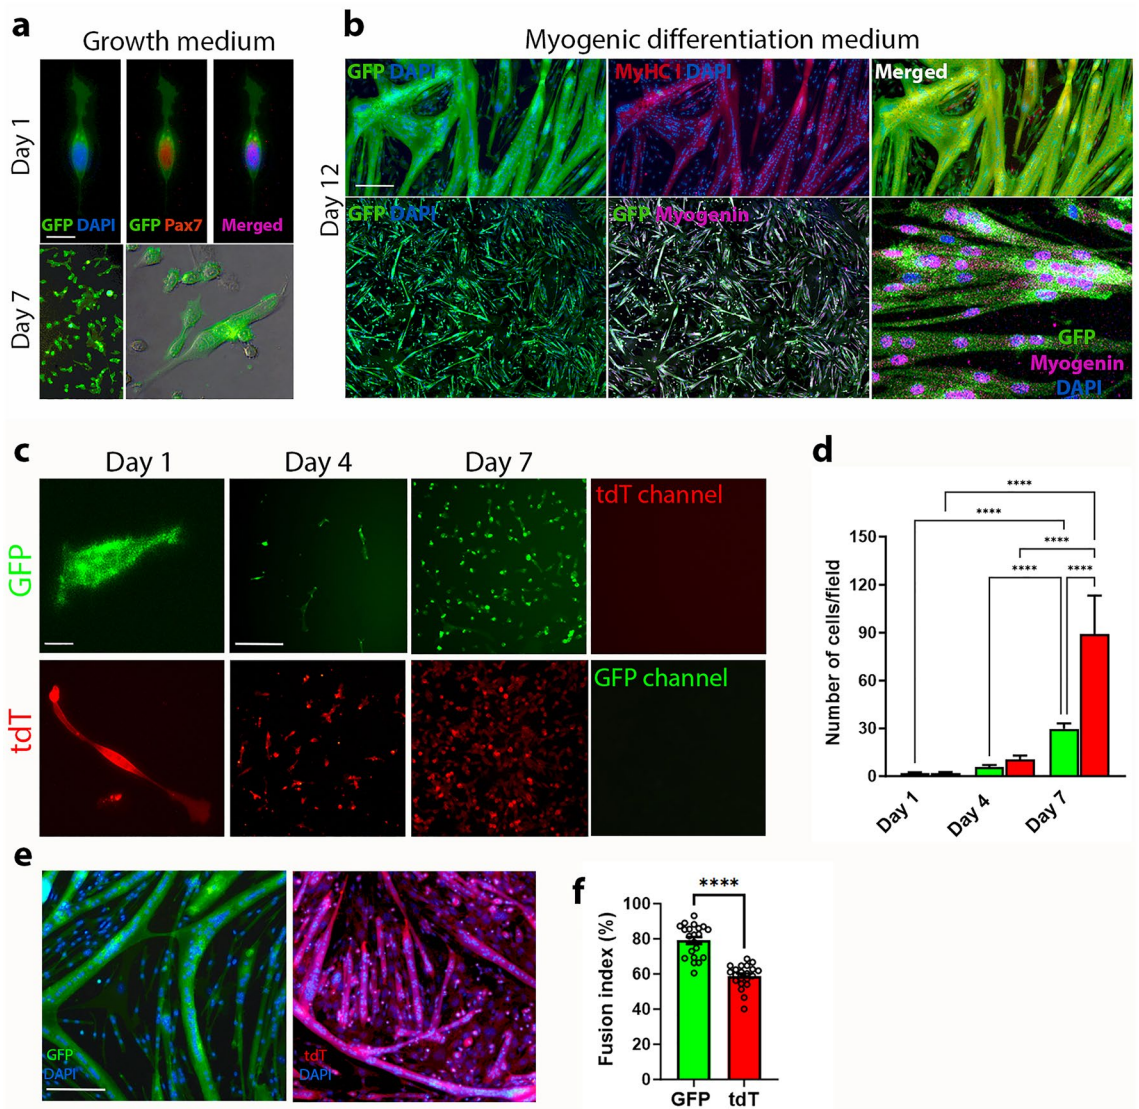 a
Growth medium
Day 1
GFP DAPI
GFP Pax7
Merged
Day 7
b
Myogenic differentiation medium
Day 12
GFP DAPI
MyHC I DAPI
Merged
GFP DAPI
GFP Myogenin
GFP
Myogenin
DAPI
c
Day 1
Day 4
Day 7
GFP
tdT channel
tdT
GFP channel
d
****
****
****
****
****
Number of cells/field
150
120
90
60
30
0
Day 1
Day 4
Day 7
e
GFP
DAPI
tdT
DAPI
f
****
Fusion index (%)
100
80
60
40
20
0
GFP
tdT